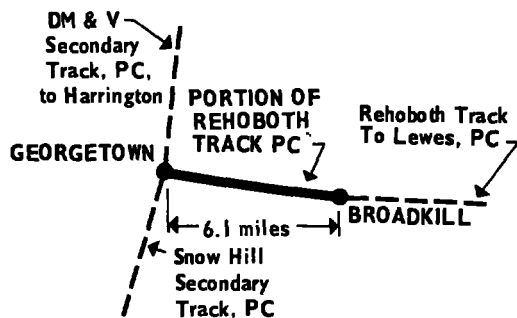 DM & V
Secondary
Track, PC,
to Harrington
PORTION OF
REHOBOTH
TRACK PC
Rehoboth Track
To Lewes, PC
GEORGETOWN
BROADKILL
6.1 miles
Snow Hill
Secondary
Track, PC